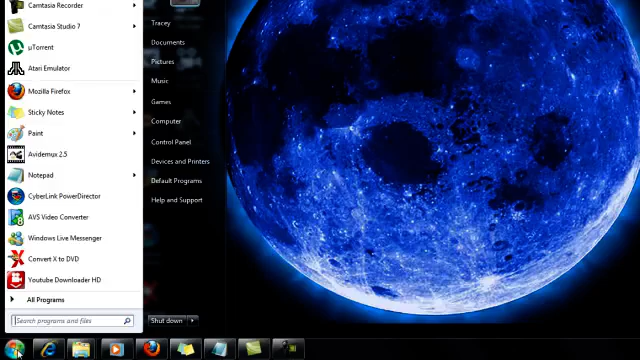 Camtasia Recorder
Camtasia Studio 7
µTorrent
Atari Emulator
Mozilla Firefox
Sticky Notes
Paint
Avidemux 2.5
Notepad
CyberLink PowerDirector
AVS Video Converter
Windows Live Messenger
Convert X to DVD
Youtube Downloader HD
All Programs
Search programs and files
Tracey
Documents
Pictures
Music
Games
Computer
Control Panel
Devices and Printers
Default Programs
Help and Support
Shut down